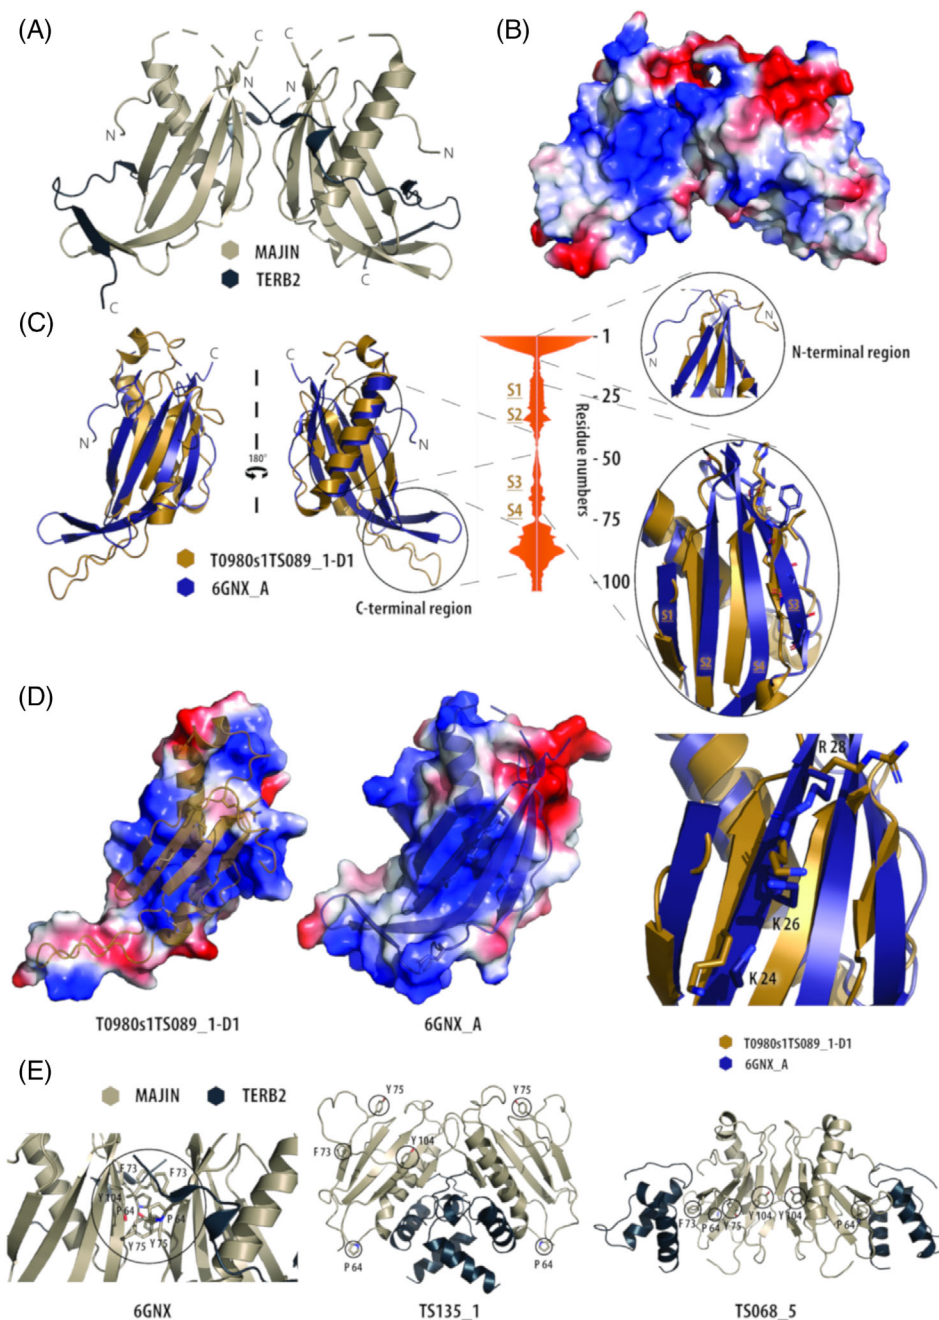 (A)
(B)
C C
N N
N
N
C
C
MAJIN
TERB2
(C)
C
C
N
N
180°
T0980s1TS089_1-D1
6GNX_A
C-terminal region
- 1
- 25
- 50
- 75
- 100
S1
S2
S3
S4
Residue numbers
N
N
N-terminal region
S1
S2
S4
S3
(D)
T0980s1TS089_1-D1
6GNX_A
R 28
K 26
K 24
T0980s1TS089_1-D1
6GNX_A
(E)
MAJIN TERB2
F 73 F 73
Y 104
P 64 P 64
Y 75 Y 75
6GNX
Y 75 Y 75
F 73 Y 104
P 64 P 64
TS135_1
F 73 P 64 Y 75 Y 104 Y 104 P 64
TS068_5